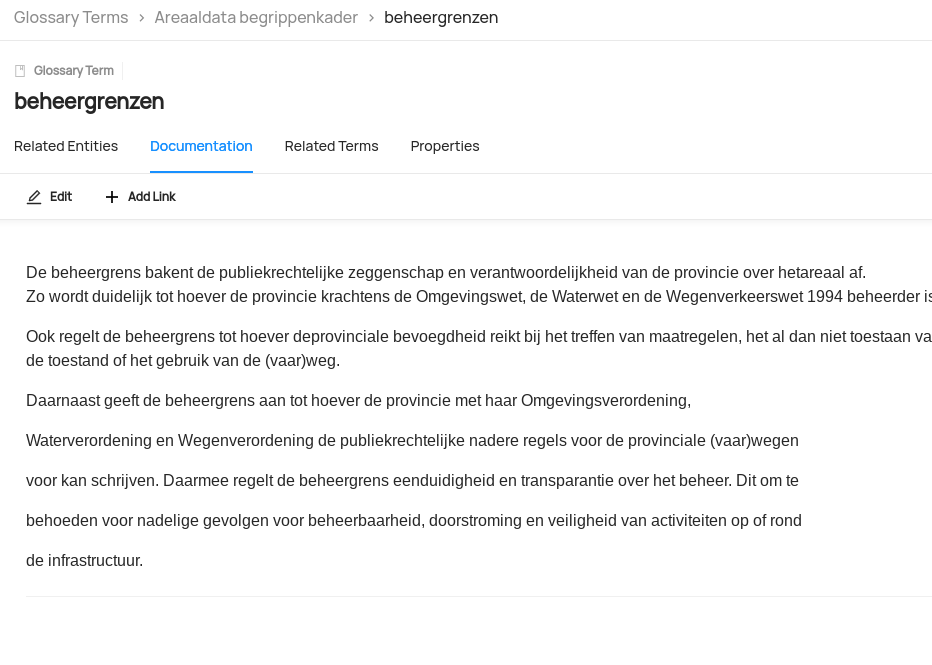 Glossary Terms > Areaaldata begrippenkader > beheergrenzen
Glossary Term
beheergrenzen
Related Entities Documentation Related Terms Properties
Edit + Add Link
De beheergrens bakent de publiekrechtelijke zeggenschap en verantwoordelijkheid van de provincie over hetareaal af.
Zo wordt duidelijk tot hoever de provincie krachtens de Omgevingswet, de Waterwet en de Wegenverkeerswet 1994 beheerder is
Ook regelt de beheergrens tot hoever deprovinciale bevoegdheid reikt bij het treffen van maatregelen, het al dan niet toestaan va
de toestand of het gebruik van de (vaar)weg.
Daarnaast geeft de beheergrens aan tot hoever de provincie met haar Omgevingsverordening,
Waterverordening en Wegenverordening de publiekrechtelijke nadere regels voor de provinciale (vaar)wegen
voor kan schrijven. Daarmee regelt de beheergrens eenduidigheid en transparantie over het beheer. Dit om te
behoeden voor nadelige gevolgen voor beheerbaarheid, doorstroming en veiligheid van activiteiten op of rond
de infrastructuur.